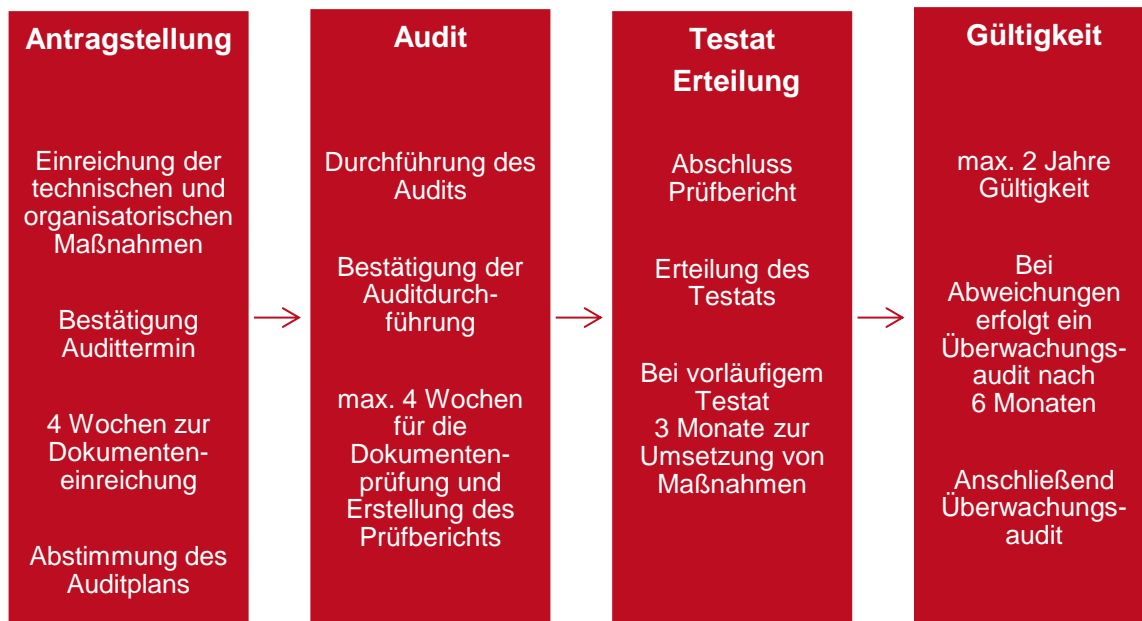 Antragstellung
Einreichung der
technischen und
organisatorischen
Maßnahmen
Bestätigung
Audittermin
4 Wochen zur
Dokumenten-
einreichung
Abstimmung des
Auditplans
Audit
Durchführung des
Audits
Bestätigung der
Auditdurch-
führung
max. 4 Wochen
für die
Dokumenten-
prüfung und
Erstellung des
Prüfberichts
Testat
Erteilung
Abschluss
Prüfbericht
Erteilung des
Testats
Bei vorläufigem
Testat
3 Monate zur
Umsetzung von
Maßnahmen
Gültigkeit
max. 2 Jahre
Gültigkeit
Bei
Abweichungen
erfolgt ein
Überwachungs-
audit nach
6 Monaten
Anschließend
Überwachungs-
audit